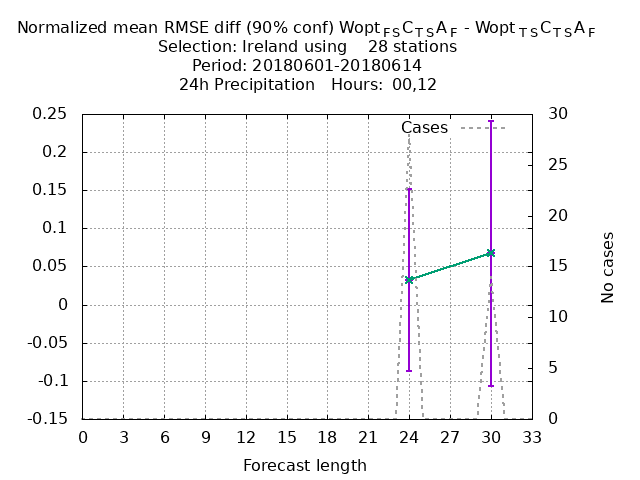 Normalized mean RMSE diff (90% conf) Wopt FS C TS A F - Wopt TS C TS A F
Selection: Ireland using    28 stations
Period: 20180601-20180614
24h Precipitation   Hours: 00,12
Cases
0.25
0.2
0.15
0.1
0.05
0
-0.05
-0.1
-0.15
30
25
20
15
10
5
0
No cases
0 3 6 9 12 15 18 21 24 27 30 33
Forecast length